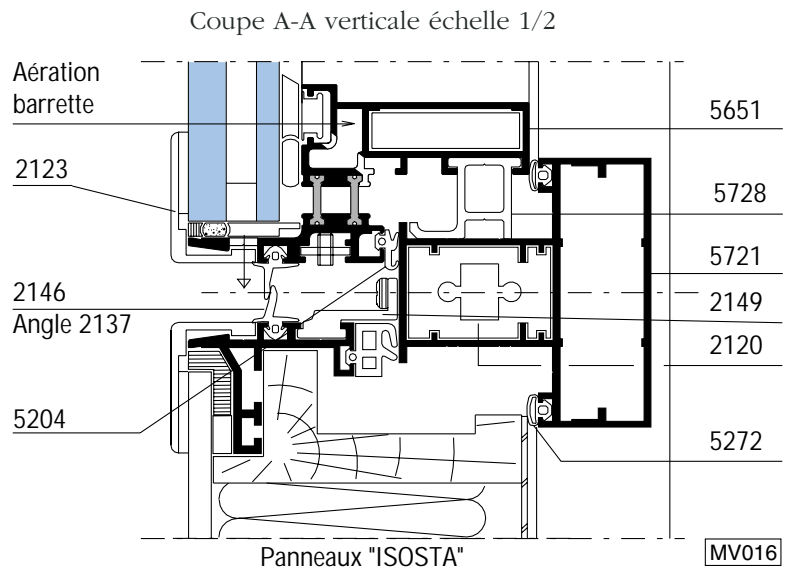 Coupe A-A verticale échelle 1/2
Aération
barrette
2123
2146
Angle 2137
5204
5651
5728
5721
2149
2120
5272
Panneaux "ISOSTA"
MV016